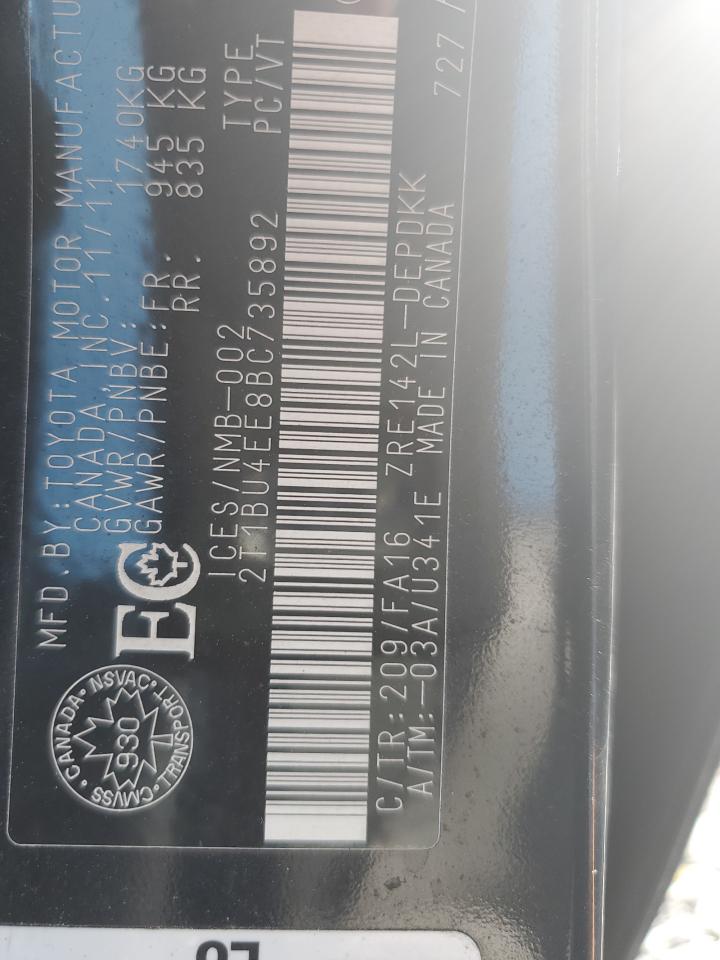 MFD.BY:TOYOTA MOTOR MANUFACTU
CANADA INC. 11/11
GVWR/PNBV: 1740KG
GAWR/PNBE:FR. 945 KG
RR. 835 KG
EC
ICES/NMB-002 TYPE
2T1BU4EE8BC735892 PC/VT
CANADA • NSVAC • TRANSPORT • CMVSS
930
C/TR:209/FA16 ZRE142L-DEPDKK
A/TM:-03A/U341E MADE IN CANADA
727 /